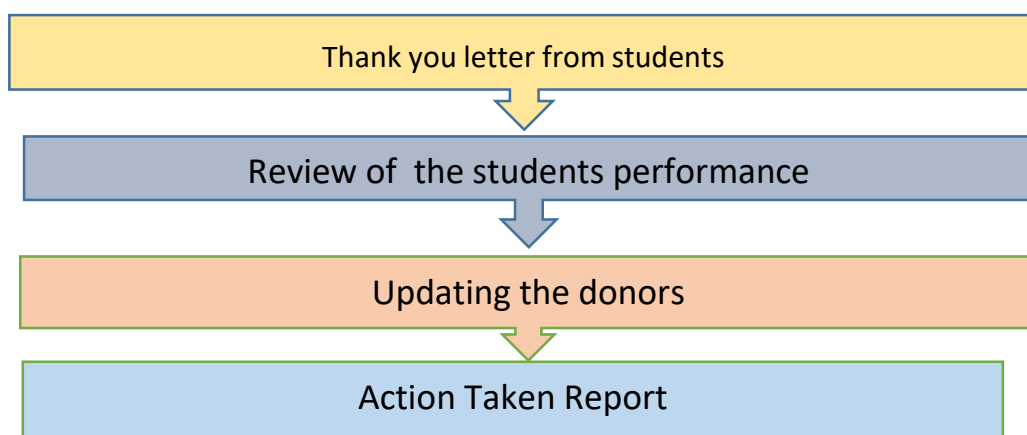 Thank you letter from students
Review of  the students performance
Updating the donors
Action Taken Report